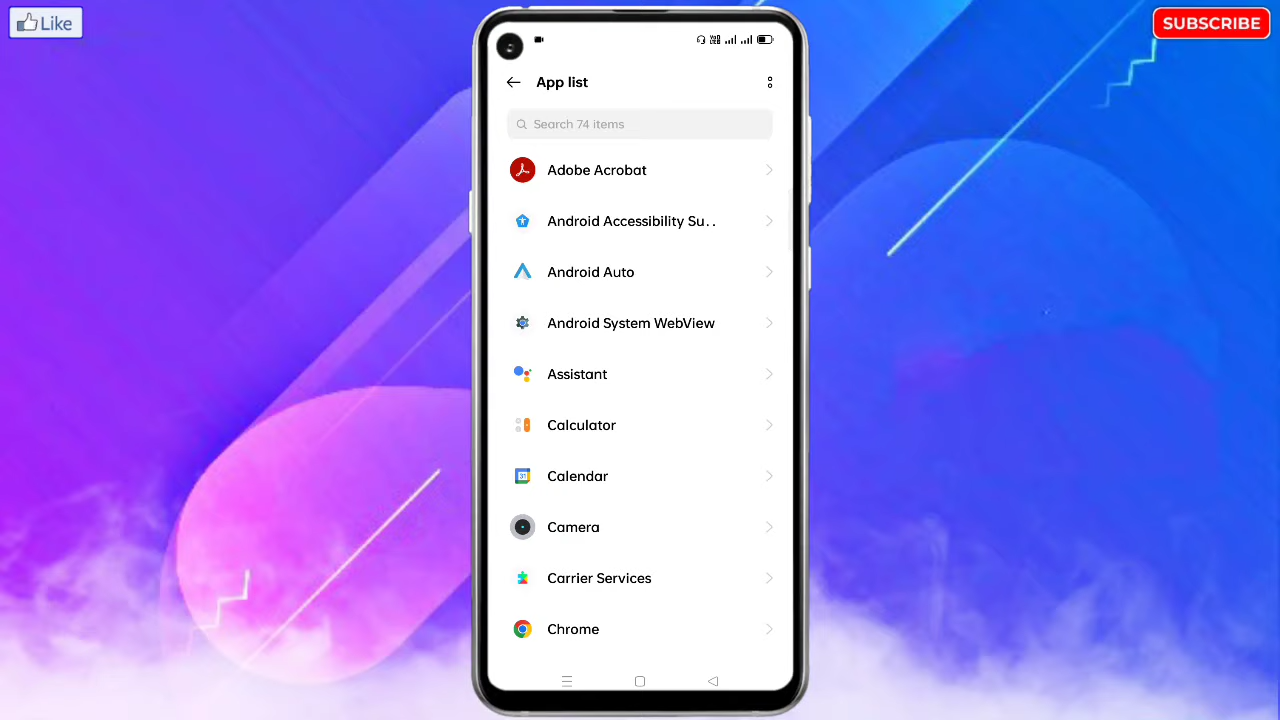 Like
SUBSCRIBE
App list
Search 74 items
Adobe Acrobat
Android Accessibility Su..
Android Auto
Android System WebView
Assistant
Calculator
31
Calendar
Camera
Carrier Services
Chrome